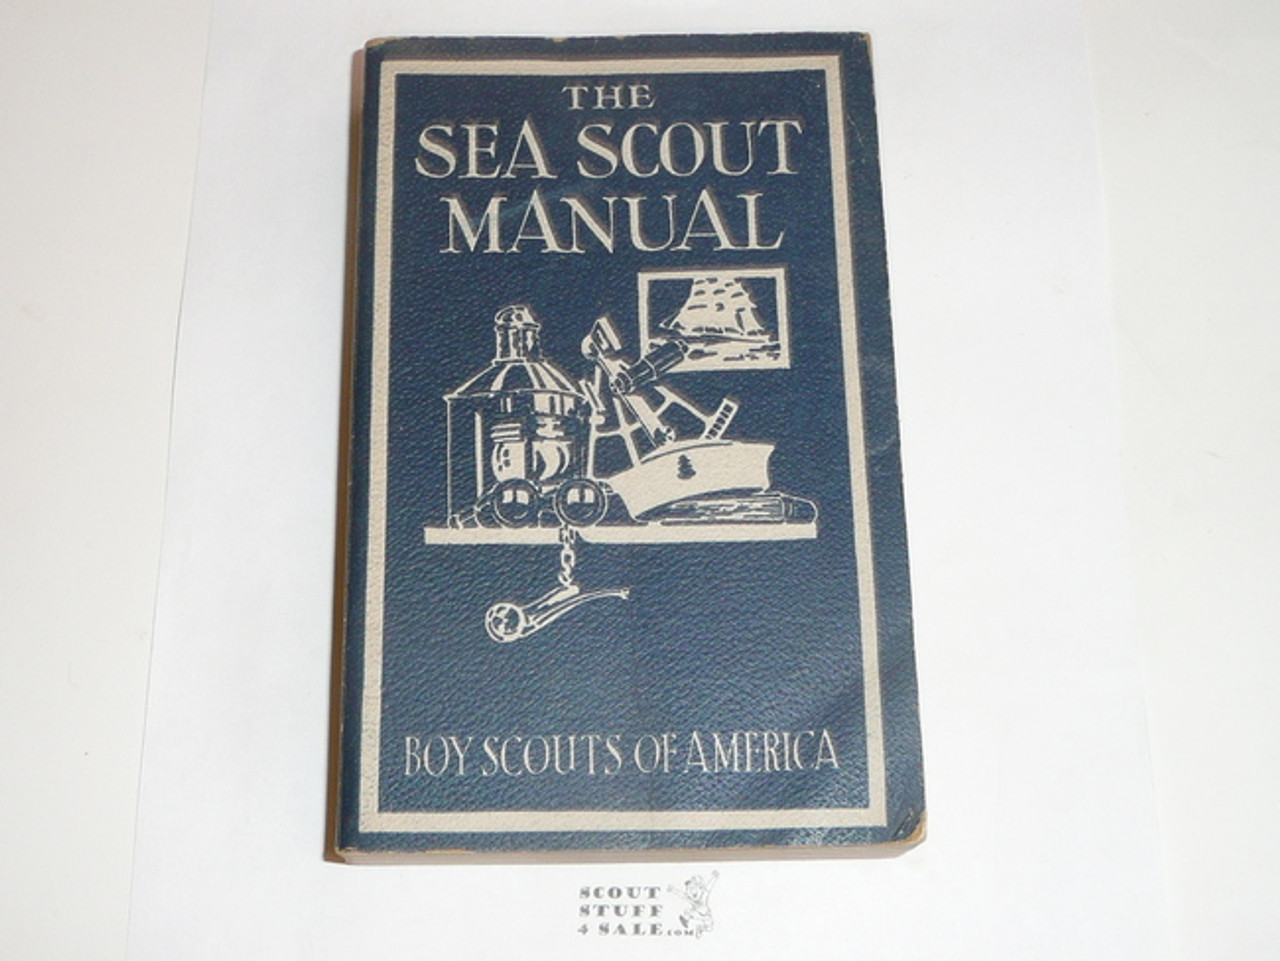 THE
SEA SCOUT
MANUAL
BOY SCOUTS OF AMERICA
SCOUT
STUFF
4 SALE.COM